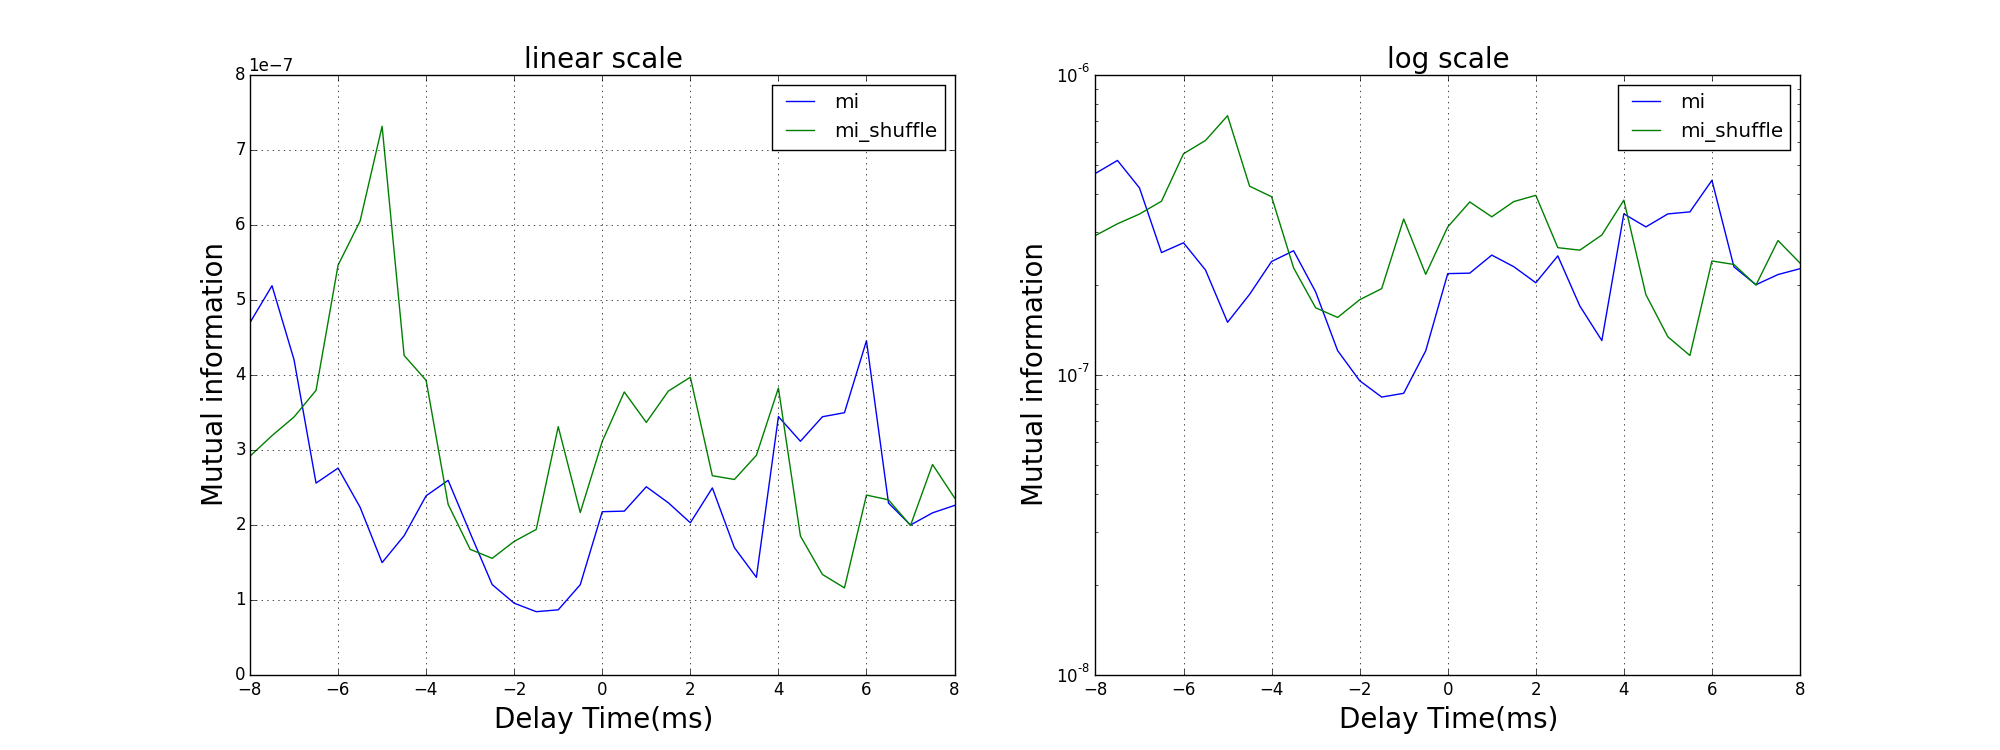 linear scale
1e−7
mi
mi_shuffle
8
7
6
5
4
3
2
1
0
Mutual information
−8 −6 −4 −2 0 2 4 6 8
Delay Time(ms)
log scale
mi
mi_shuffle
10^-6
10^-7
10^-8
Mutual information
−8 −6 −4 −2 0 2 4 6 8
Delay Time(ms)